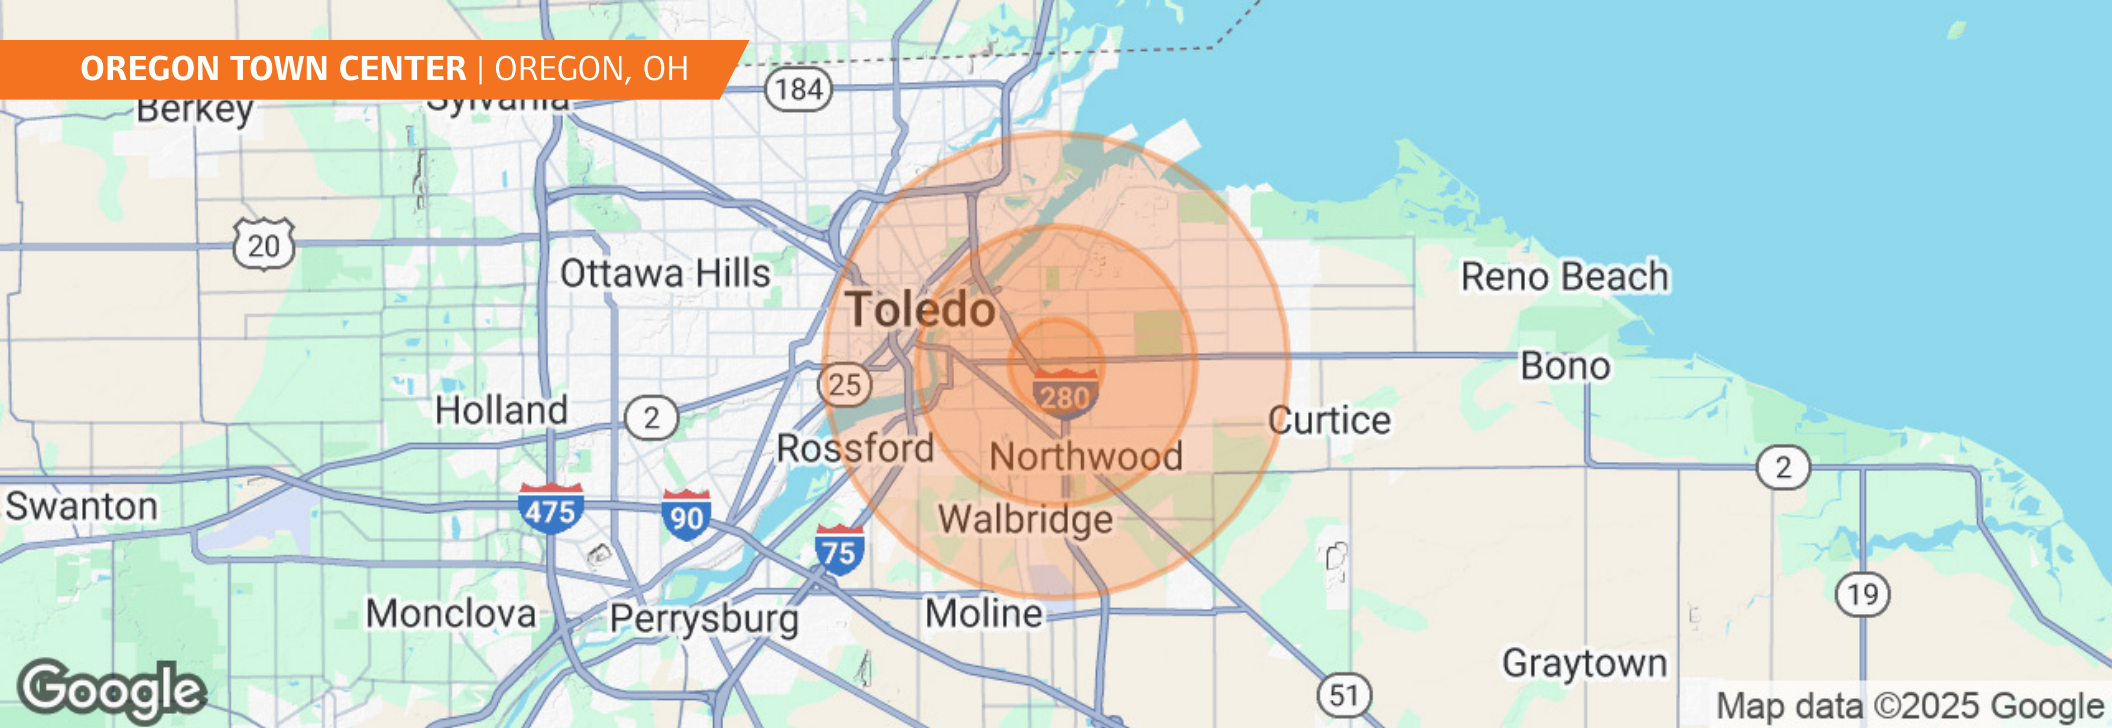 OREGON TOWN CENTER | OREGON, OH
184
Berkey
Sylvania
20
Ottawa Hills
Reno Beach
Toledo
Bono
25
280
2
Holland
Curtice
Rossford
Northwood
2
Swanton
475
90
Walbridge
75
19
Monclova
Perrysburg
Moline
Graytown
51
Google
Map data ©2025 Google